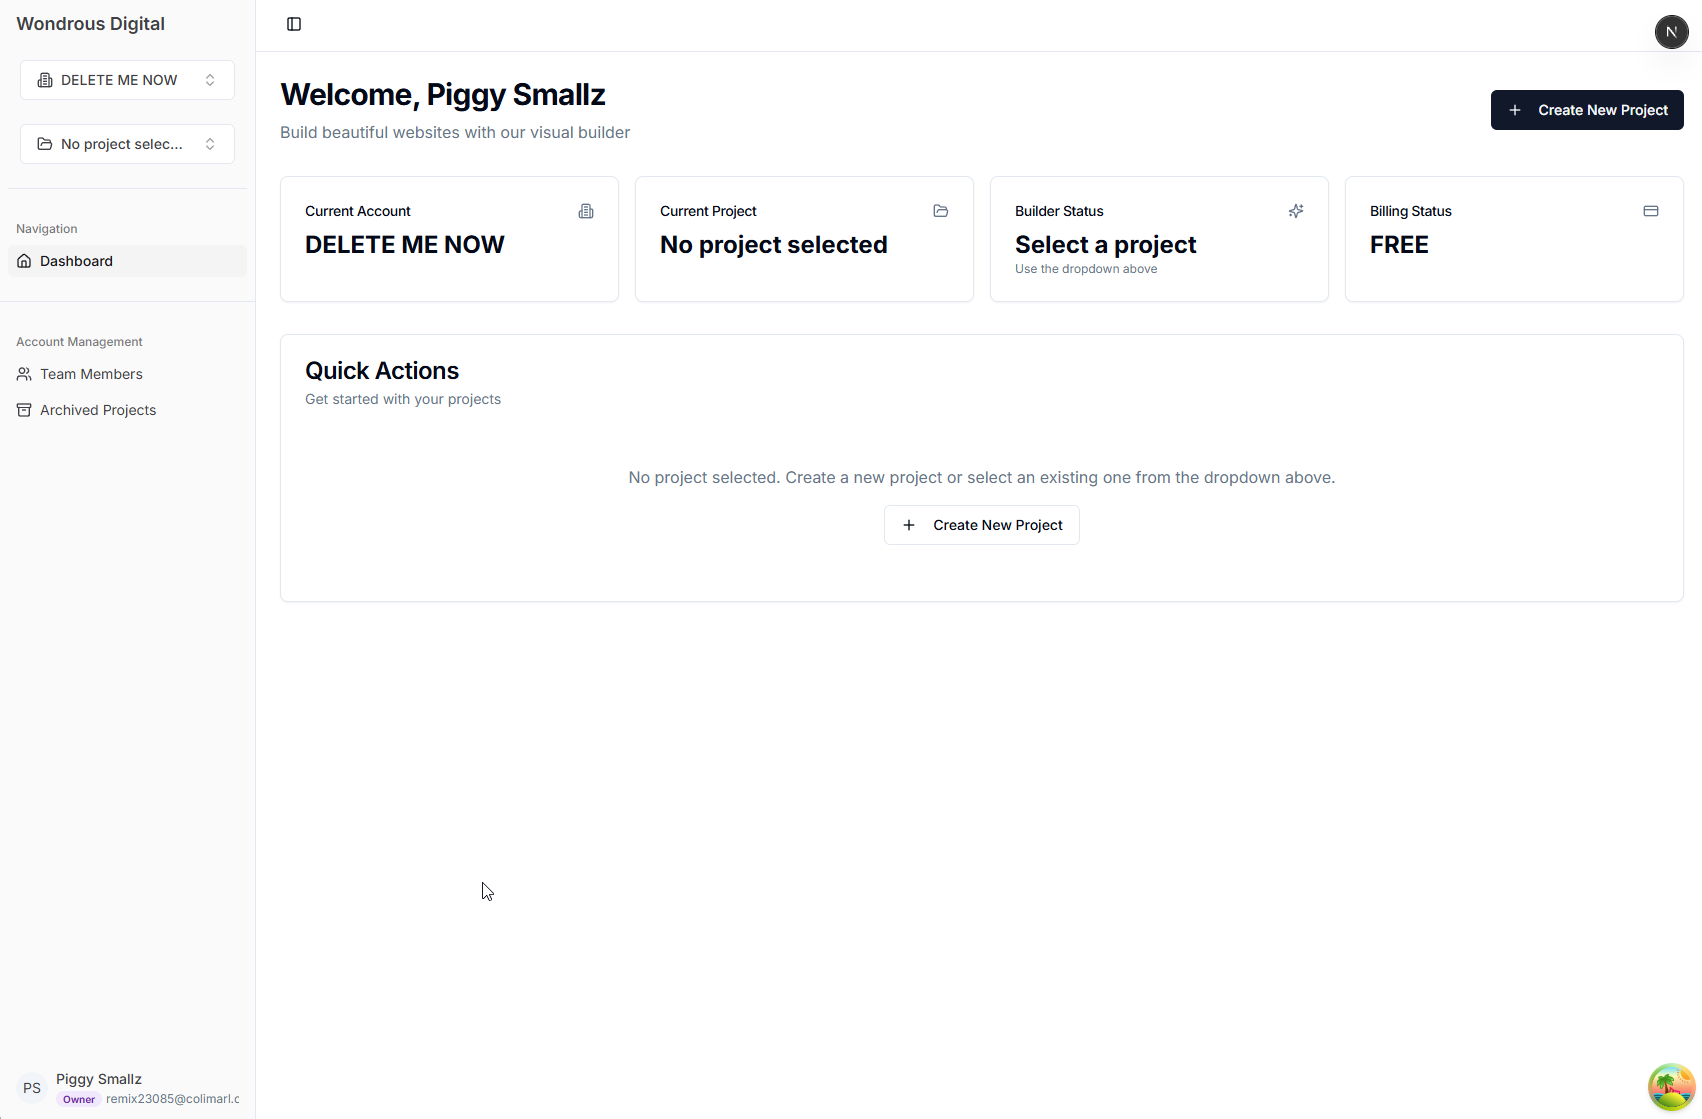 Wondrous Digital
DELETE ME NOW
No project selec...
Navigation
Dashboard
Account Management
Team Members
Archived Projects
PS
Piggy Smallz
Owner remix23085@colimarl.c
N
Welcome, Piggy Smallz
Build beautiful websites with our visual builder
+ Create New Project
Current Account
DELETE ME NOW
Current Project
No project selected
Builder Status
Select a project
Use the dropdown above
Billing Status
FREE
Quick Actions
Get started with your projects
No project selected. Create a new project or select an existing one from the dropdown above.
+ Create New Project